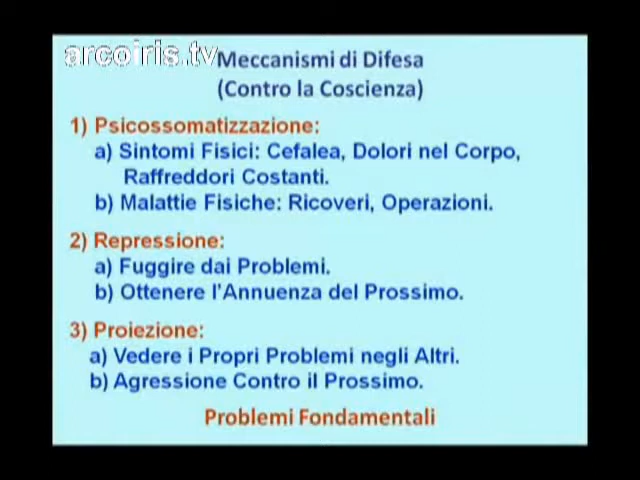 arcoiris.tv
Meccanismi di Difesa
(Contro la Coscienza)
1) Psicossomatizzazione:
a) Sintomi Fisici: Cefalea, Dolori nel Corpo,
Raffreddori Costanti.
b) Malattie Fisiche: Ricoveri, Operazioni.
2) Repressione:
a) Fuggire dai Problemi.
b) Ottenere l'Annuenza del Prossimo.
3) Proiezione:
a) Vedere i Propri Problemi negli Altri.
b) Agressione Contro il Prossimo.
Problemi Fondamentali